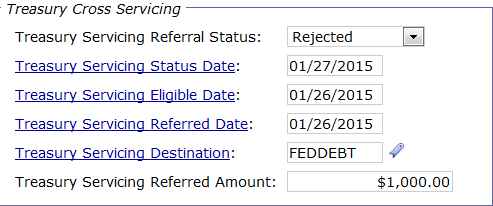 Treasury Cross Servicing
Treasury Servicing Referral Status: Rejected
Treasury Servicing Status Date: 01/27/2015
Treasury Servicing Eligible Date: 01/26/2015
Treasury Servicing Referred Date: 01/26/2015
Treasury Servicing Destination: FEDDEBT
Treasury Servicing Referred Amount: $1,000.00